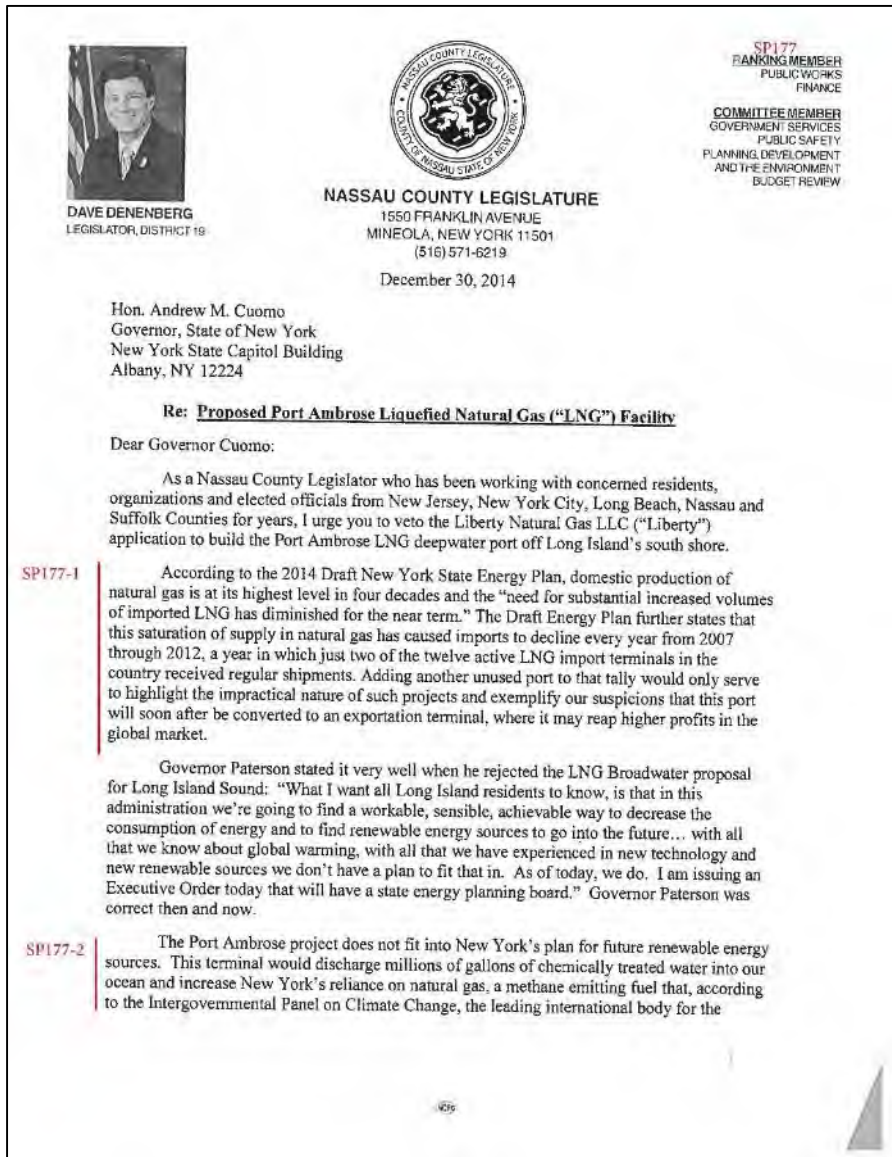 SP177
RANKING MEMBER
PUBLIC WORKS
FINANCE
COMMITTEE MEMBER
GOVERNMENT SERVICES
PUBLIC SAFETY
PLANNING, DEVELOPMENT
AND THE ENVIRONMENT
BUDGET REVIEW
NASSAU COUNTY LEGISLATURE
COUNTY OF NASSAU STATE OF NEW YORK
DAVE DENENBERG
LEGISLATOR, DISTRICT 19
NASSAU COUNTY LEGISLATURE
1550 FRANKLIN AVENUE
MINEOLA, NEW YORK 11501
(516) 571-6219
December 30, 2014
Hon. Andrew M. Cuomo
Governor, State of New York
New York State Capitol Building
Albany, NY 12224
Re: Proposed Port Ambrose Liquefied Natural Gas (“LNG”) Facility
Dear Governor Cuomo:
As a Nassau County Legislator who has been working with concerned residents,
organizations and elected officials from New Jersey, New York City, Long Beach, Nassau and
Suffolk Counties for years, I urge you to veto the Liberty Natural Gas LLC (“Liberty”)
application to build the Port Ambrose LNG deepwater port off Long Island’s south shore.
SP177-1
According to the 2014 Draft New York State Energy Plan, domestic production of
natural gas is at its highest level in four decades and the “need for substantial increased volumes
of imported LNG has diminished for the near term.” The Draft Energy Plan further states that
this saturation of supply in natural gas has caused imports to decline every year from 2007
through 2012, a year in which just two of the twelve active LNG import terminals in the
country received regular shipments. Adding another unused port to that tally would only serve
to highlight the impractical nature of such projects and exemplify our suspicions that this port
will soon after be converted to an exportation terminal, where it may reap higher profits in the
global market.
Governor Paterson stated it very well when he rejected the LNG Broadwater proposal
for Long Island Sound: “What I want all Long Island residents to know, is that in this
administration we’re going to find a workable, sensible, achievable way to decrease the
consumption of energy and to find renewable energy sources to go into the future… with all
that we know about global warming, with all that we have experienced in new technology and
new renewable sources we don’t have a plan to fit that in. As of today, we do. I am issuing an
Executive Order today that will have a state energy planning board.” Governor Paterson was
correct then and now.
SP177-2
The Port Ambrose project does not fit into New York’s plan for future renewable energy
sources. This terminal would discharge millions of gallons of chemically treated water into our
ocean and increase New York’s reliance on natural gas, a methane emitting fuel that, according
to the Intergovernmental Panel on Climate Change, the leading international body for the